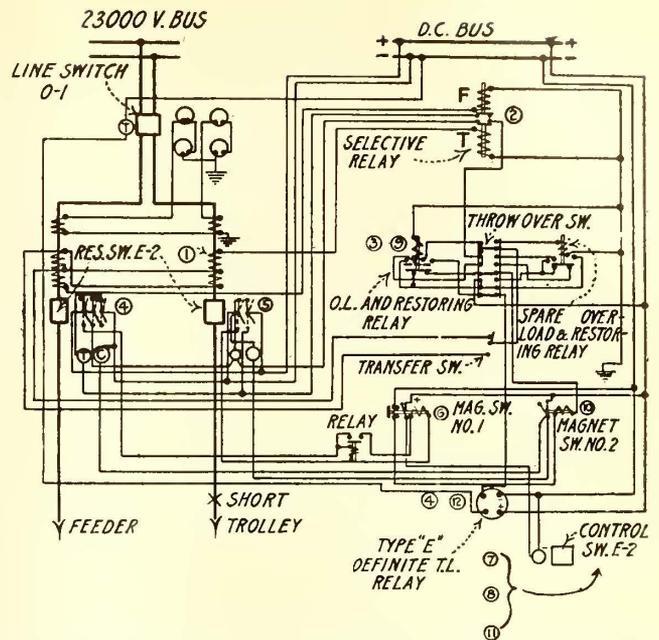 23000 V. BUS
D.C. BUS
+ +
- -
LINE SWITCH
O-1
T
F
②
SELECTIVE
RELAY
T
THROW OVER SW.
① RES. SW. E-2
③ ⑨
O.L. AND RESTORING
RELAY
SPARE OVER-
LOAD & RESTOR-
ING RELAY
④ ⑤
T C
TRANSFER SW.
RELAY
+
⑥ MAG. SW.
NO. 1
⑩
MAGNET
SW. NO. 2
SHORT
FEEDER
TROLLEY
④ ⑫
TYPE "E"
DEFINITE T.L.
RELAY
CONTROL
SW. E-2
⑦
⑧
⑪